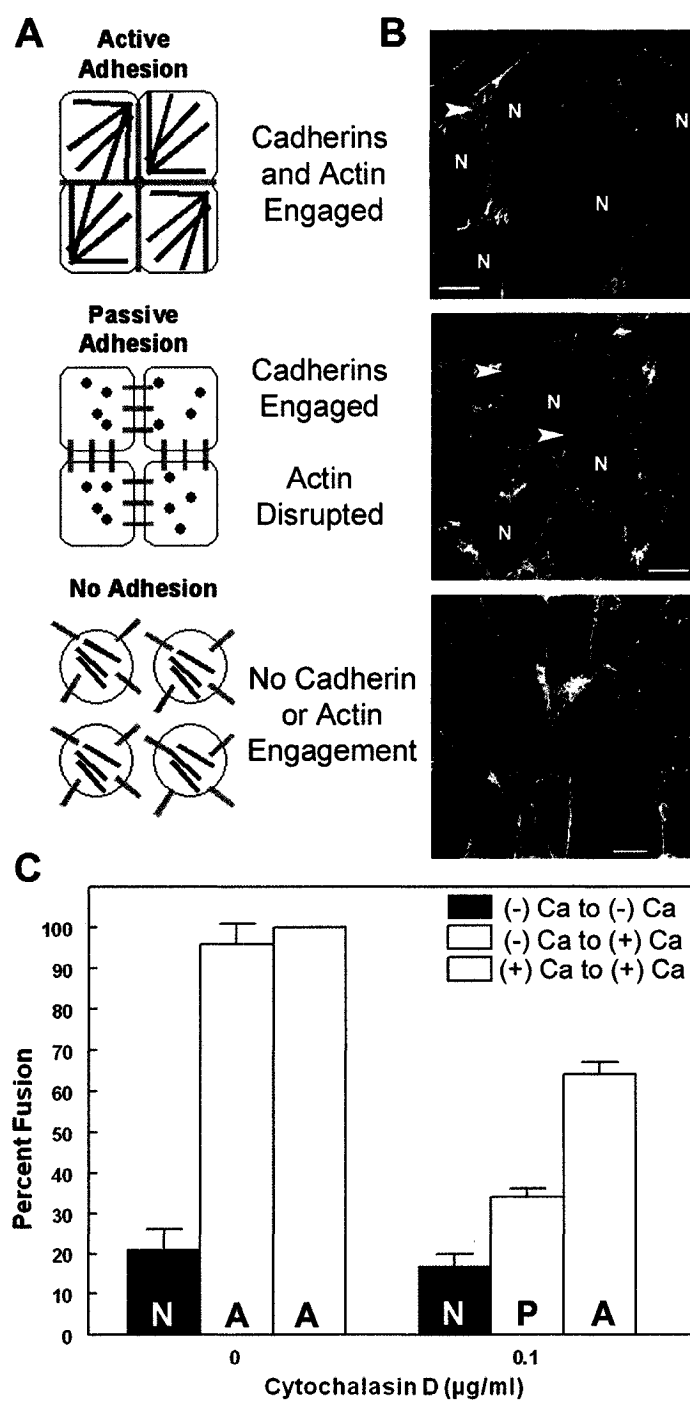 A
Active
Adhesion
Cadherins
and Actin
Engaged
Passive
Adhesion
Cadherins
Engaged
Actin
Disrupted
No Adhesion
No Cadherin
or Actin
Engagement
B
N
N
N
N
N
N
N
N
C
Percent Fusion
100
90
80
70
60
50
40
30
20
10
0
(-) Ca to (-) Ca
(-) Ca to (+) Ca
(+) Ca to (+) Ca
N A A N P A
0 0.1
Cytochalasin D (µg/ml)